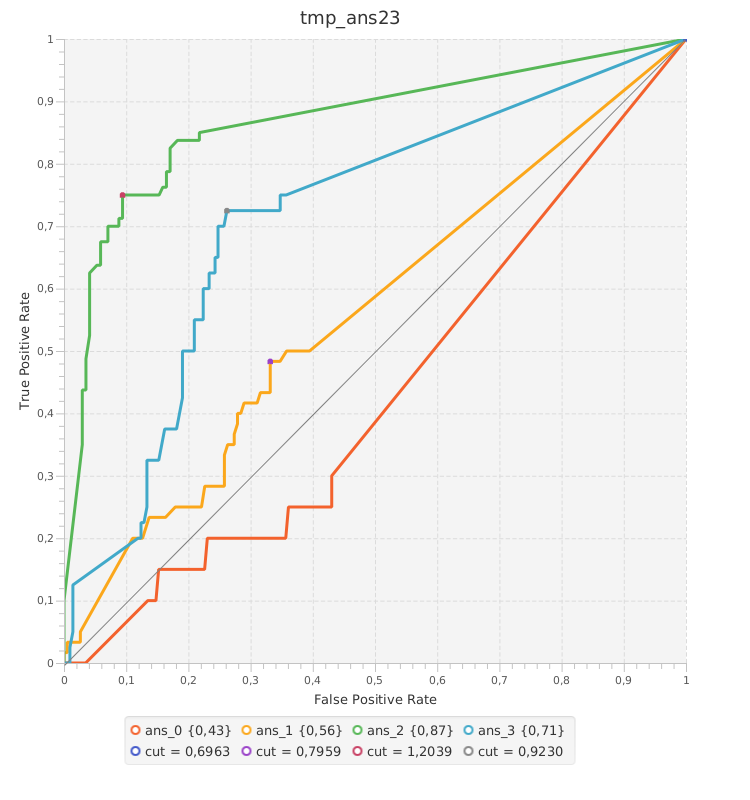 tmp_ans23
1
0,9
0,8
0,7
0,6
0,5
0,4
0,3
0,2
0,1
0
True Positive Rate
0 0,1 0,2 0,3 0,4 0,5 0,6 0,7 0,8 0,9 1
False Positive Rate
ans_0 {0,43} ans_1 {0,56} ans_2 {0,87} ans_3 {0,71}
cut = 0,6963 cut = 0,7959 cut = 1,2039 cut = 0,9230